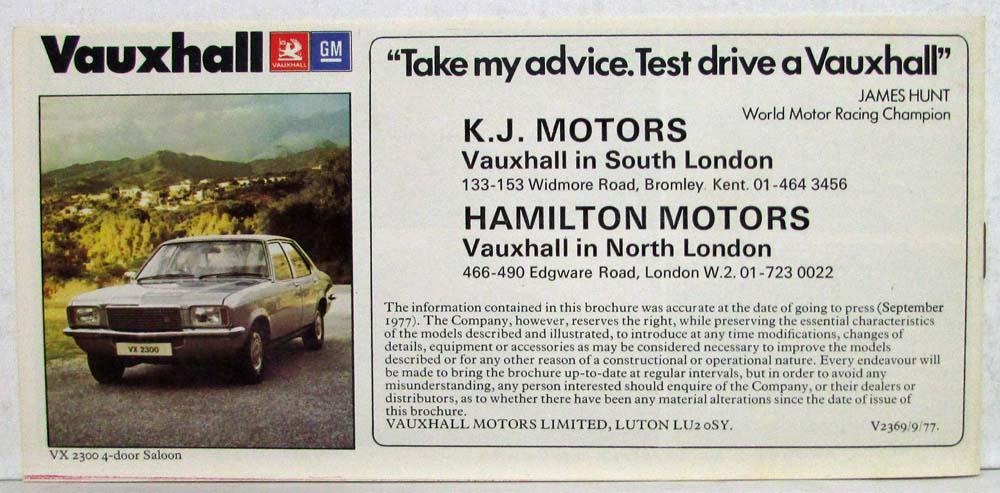 Vauxhall
VAUXHALL
GM
VX 2300
VX 2300 4-door Saloon
“Take my advice. Test drive a Vauxhall”
JAMES HUNT
World Motor Racing Champion
K.J. MOTORS
Vauxhall in South London
133-153 Widmore Road, Bromley Kent. 01-464 3456
HAMILTON MOTORS
Vauxhall in North London
466-490 Edgware Road, London W.2. 01-723 0022
The information contained in this brochure was accurate at the date of going to press (September
1977). The Company, however, reserves the right, while preserving the essential characteristics
of the models described and illustrated, to introduce at any time modifications, changes of
details, equipment or accessories as may be considered necessary to improve the models
described or for any other reason of a constructional or operational nature. Every endeavour will
be made to bring the brochure up-to-date at regular intervals, but in order to avoid any
misunderstanding, any person interested should enquire of the Company, or their dealers or
distributors, as to whether there have been any material alterations since the date of issue of
this brochure.
VAUXHALL MOTORS LIMITED, LUTON LU2 0SY. V2369/9/77.